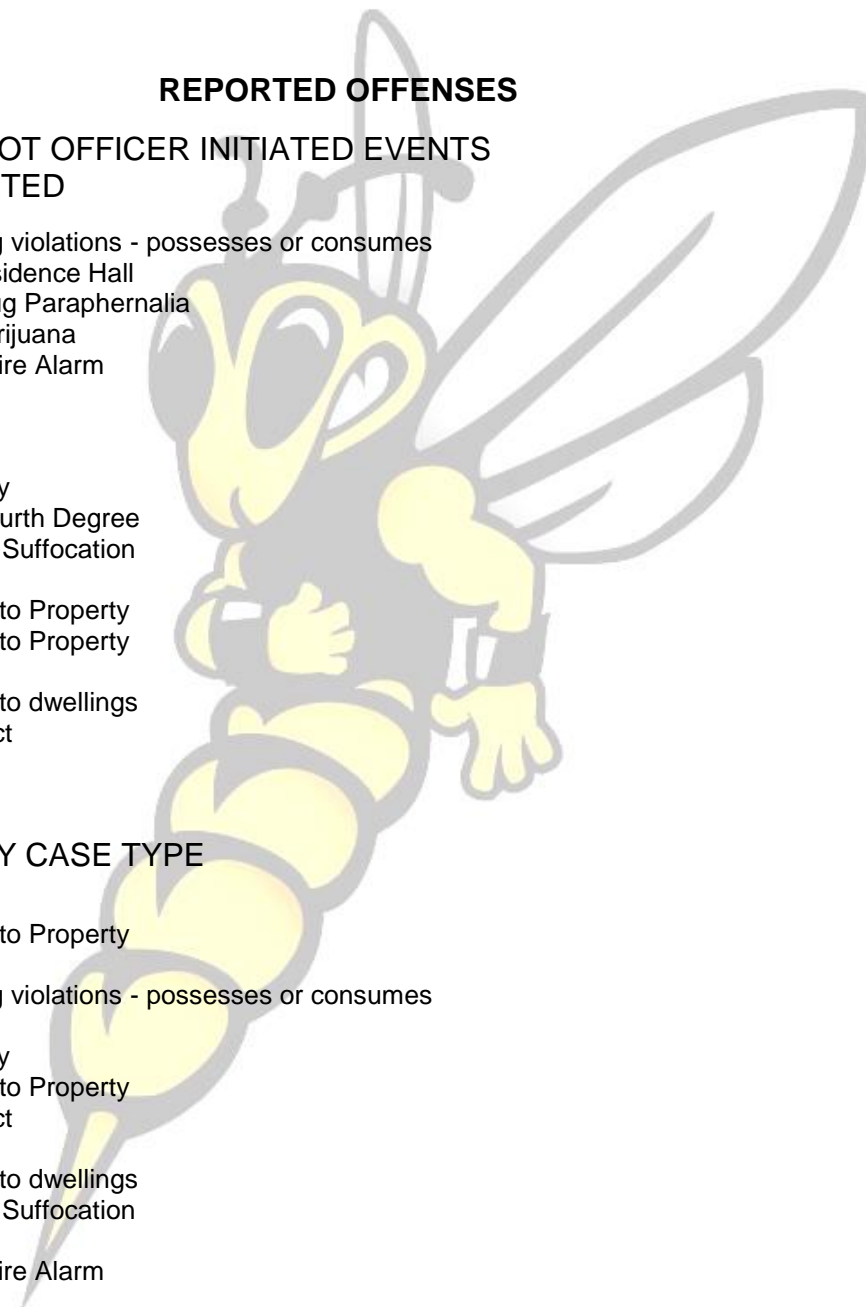 REPORTED OFFENSES
OT OFFICER INITIATED EVENTS
TED
g violations - possesses or consumes
sidence Hall
ug Paraphernalia
rijuana
ire Alarm
y
urth Degree
Suffocation
to Property
to Property
to dwellings
ct
Y CASE TYPE
to Property
g violations - possesses or consumes
y
to Property
ct
to dwellings
Suffocation
ire Alarm